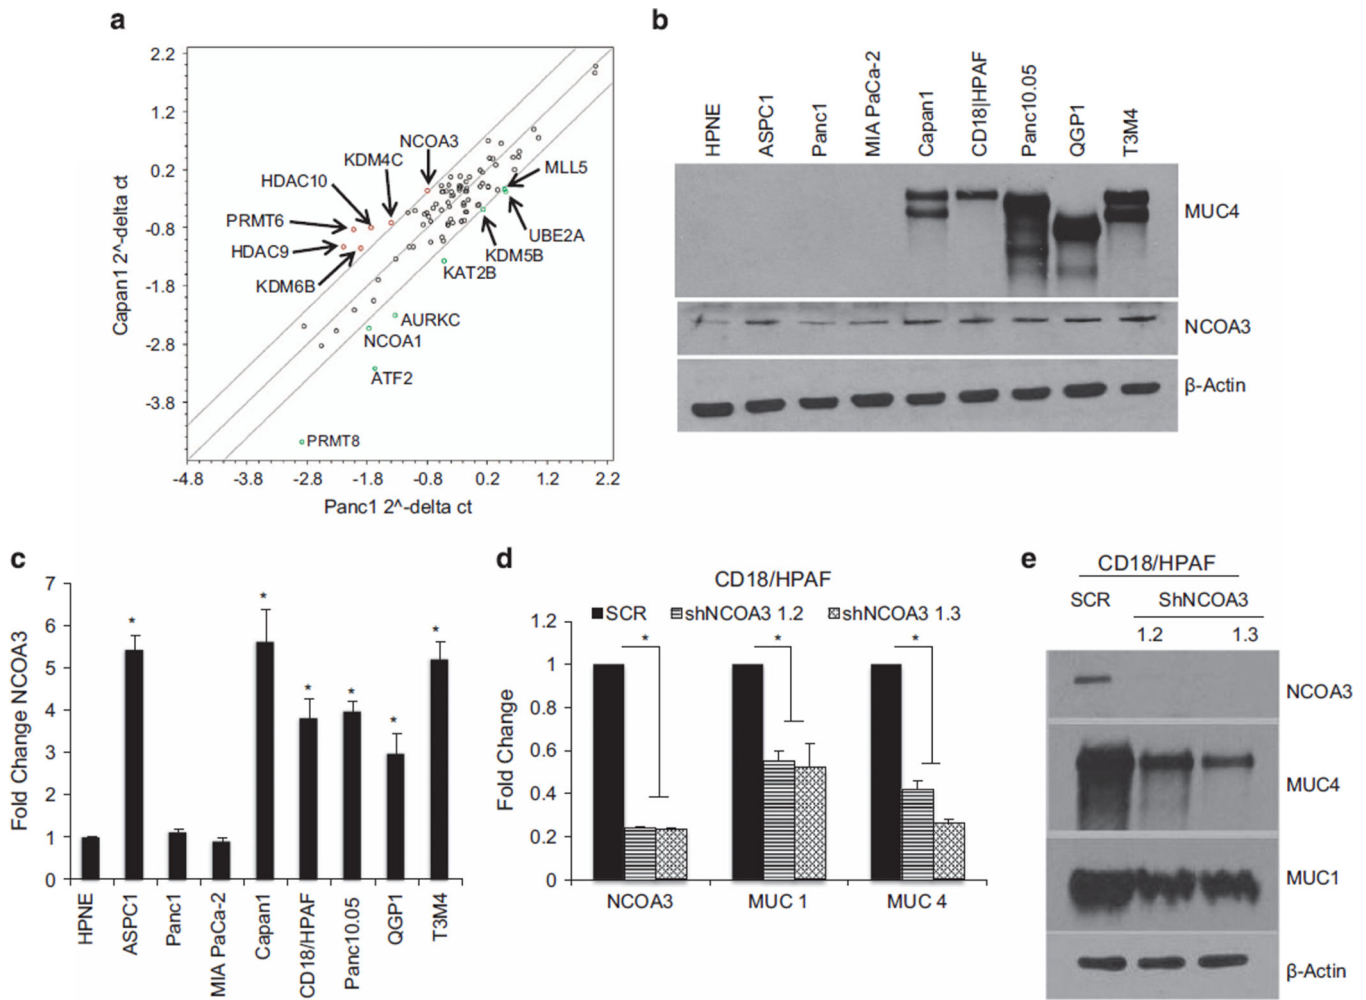 a
2.2
1.2
0.2
-0.8
-1.8
-2.8
-3.8
Capan1 2^-delta ct
NCOA3
KDM4C
HDAC10
PRMT6
HDAC9
KDM6B
MLL5
UBE2A
KDM5B
KAT2B
AURKC
NCOA1
ATF2
PRMT8
-4.8 -3.8 -2.8 -1.8 -0.8 0.2 1.2 2.2
Panc1 2^-delta ct
b
HPNE
ASPC1
Panc1
MIA PaCa-2
Capan1
CD18|HPAF
Panc10.05
QGP1
T3M4
MUC4
NCOA3
β-Actin
c
Fold Change NCOA3
7
6
5
4
3
2
1
0
*
*
*
*
*
*
HPNE
ASPC1
Panc1
MIA PaCa-2
Capan1
CD18/HPAF
Panc10.05
QGP1
T3M4
d
CD18/HPAF
SCR shNCOA3 1.2 shNCOA3 1.3
Fold Change
1.2
1
0.8
0.6
0.4
0.2
0
* * *
NCOA3 MUC 1 MUC 4
e
CD18/HPAF
SCR ShNCOA3
1.2 1.3
NCOA3
MUC4
MUC1
β-Actin